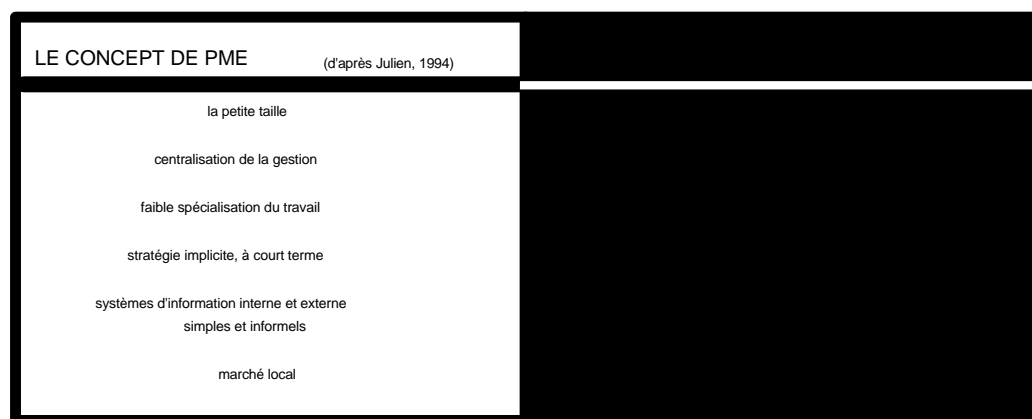 LE CONCEPT DE PME (d'après Julien, 1994)
la petite taille
centralisation de la gestion
faible spécialisation du travail
stratégie implicite, à court terme
systèmes d'information interne et externe
simples et informels
marché local